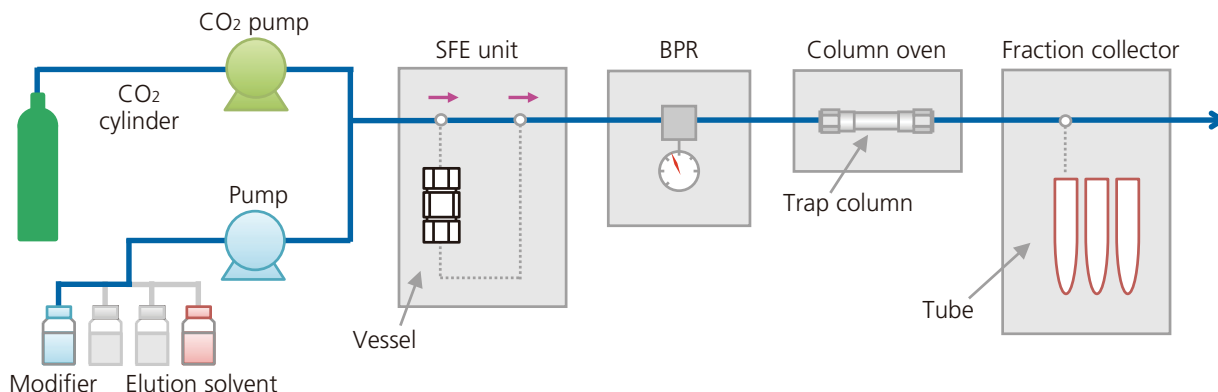 CO2 pump
SFE unit
BPR
Column oven
Fraction collector
CO2
cylinder
Pump
Trap column
Tube
Vessel
Modifier
Elution solvent